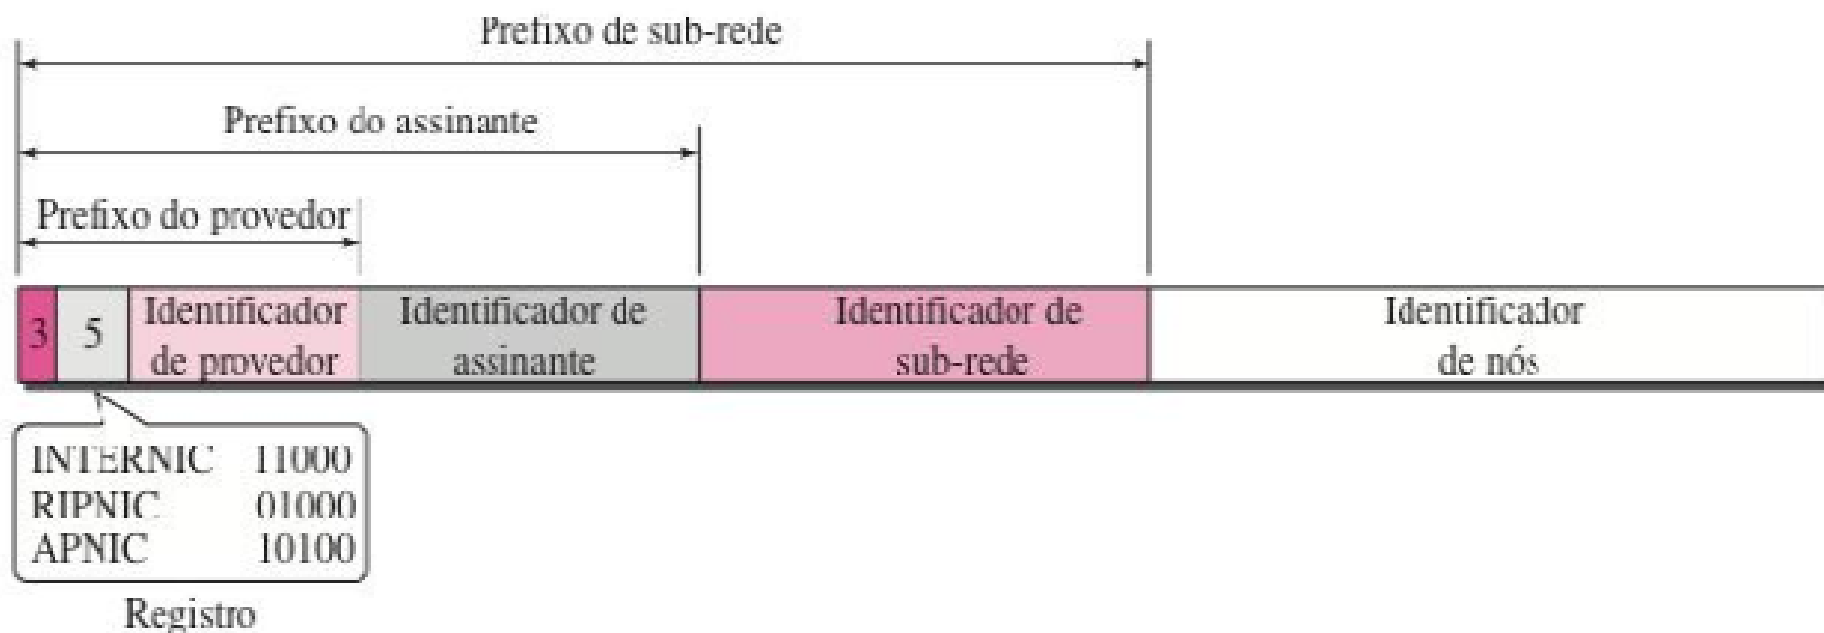 Prefixo de sub-rede
Prefixo do assinante
Prefixo do provedor
3
5
Identificador
de provedor
Identificador de
assinante
Identificador de
sub-rede
Identificador
de nós
INTERNIC 11000
RIPNIC 01000
APNIC 10100
Registro